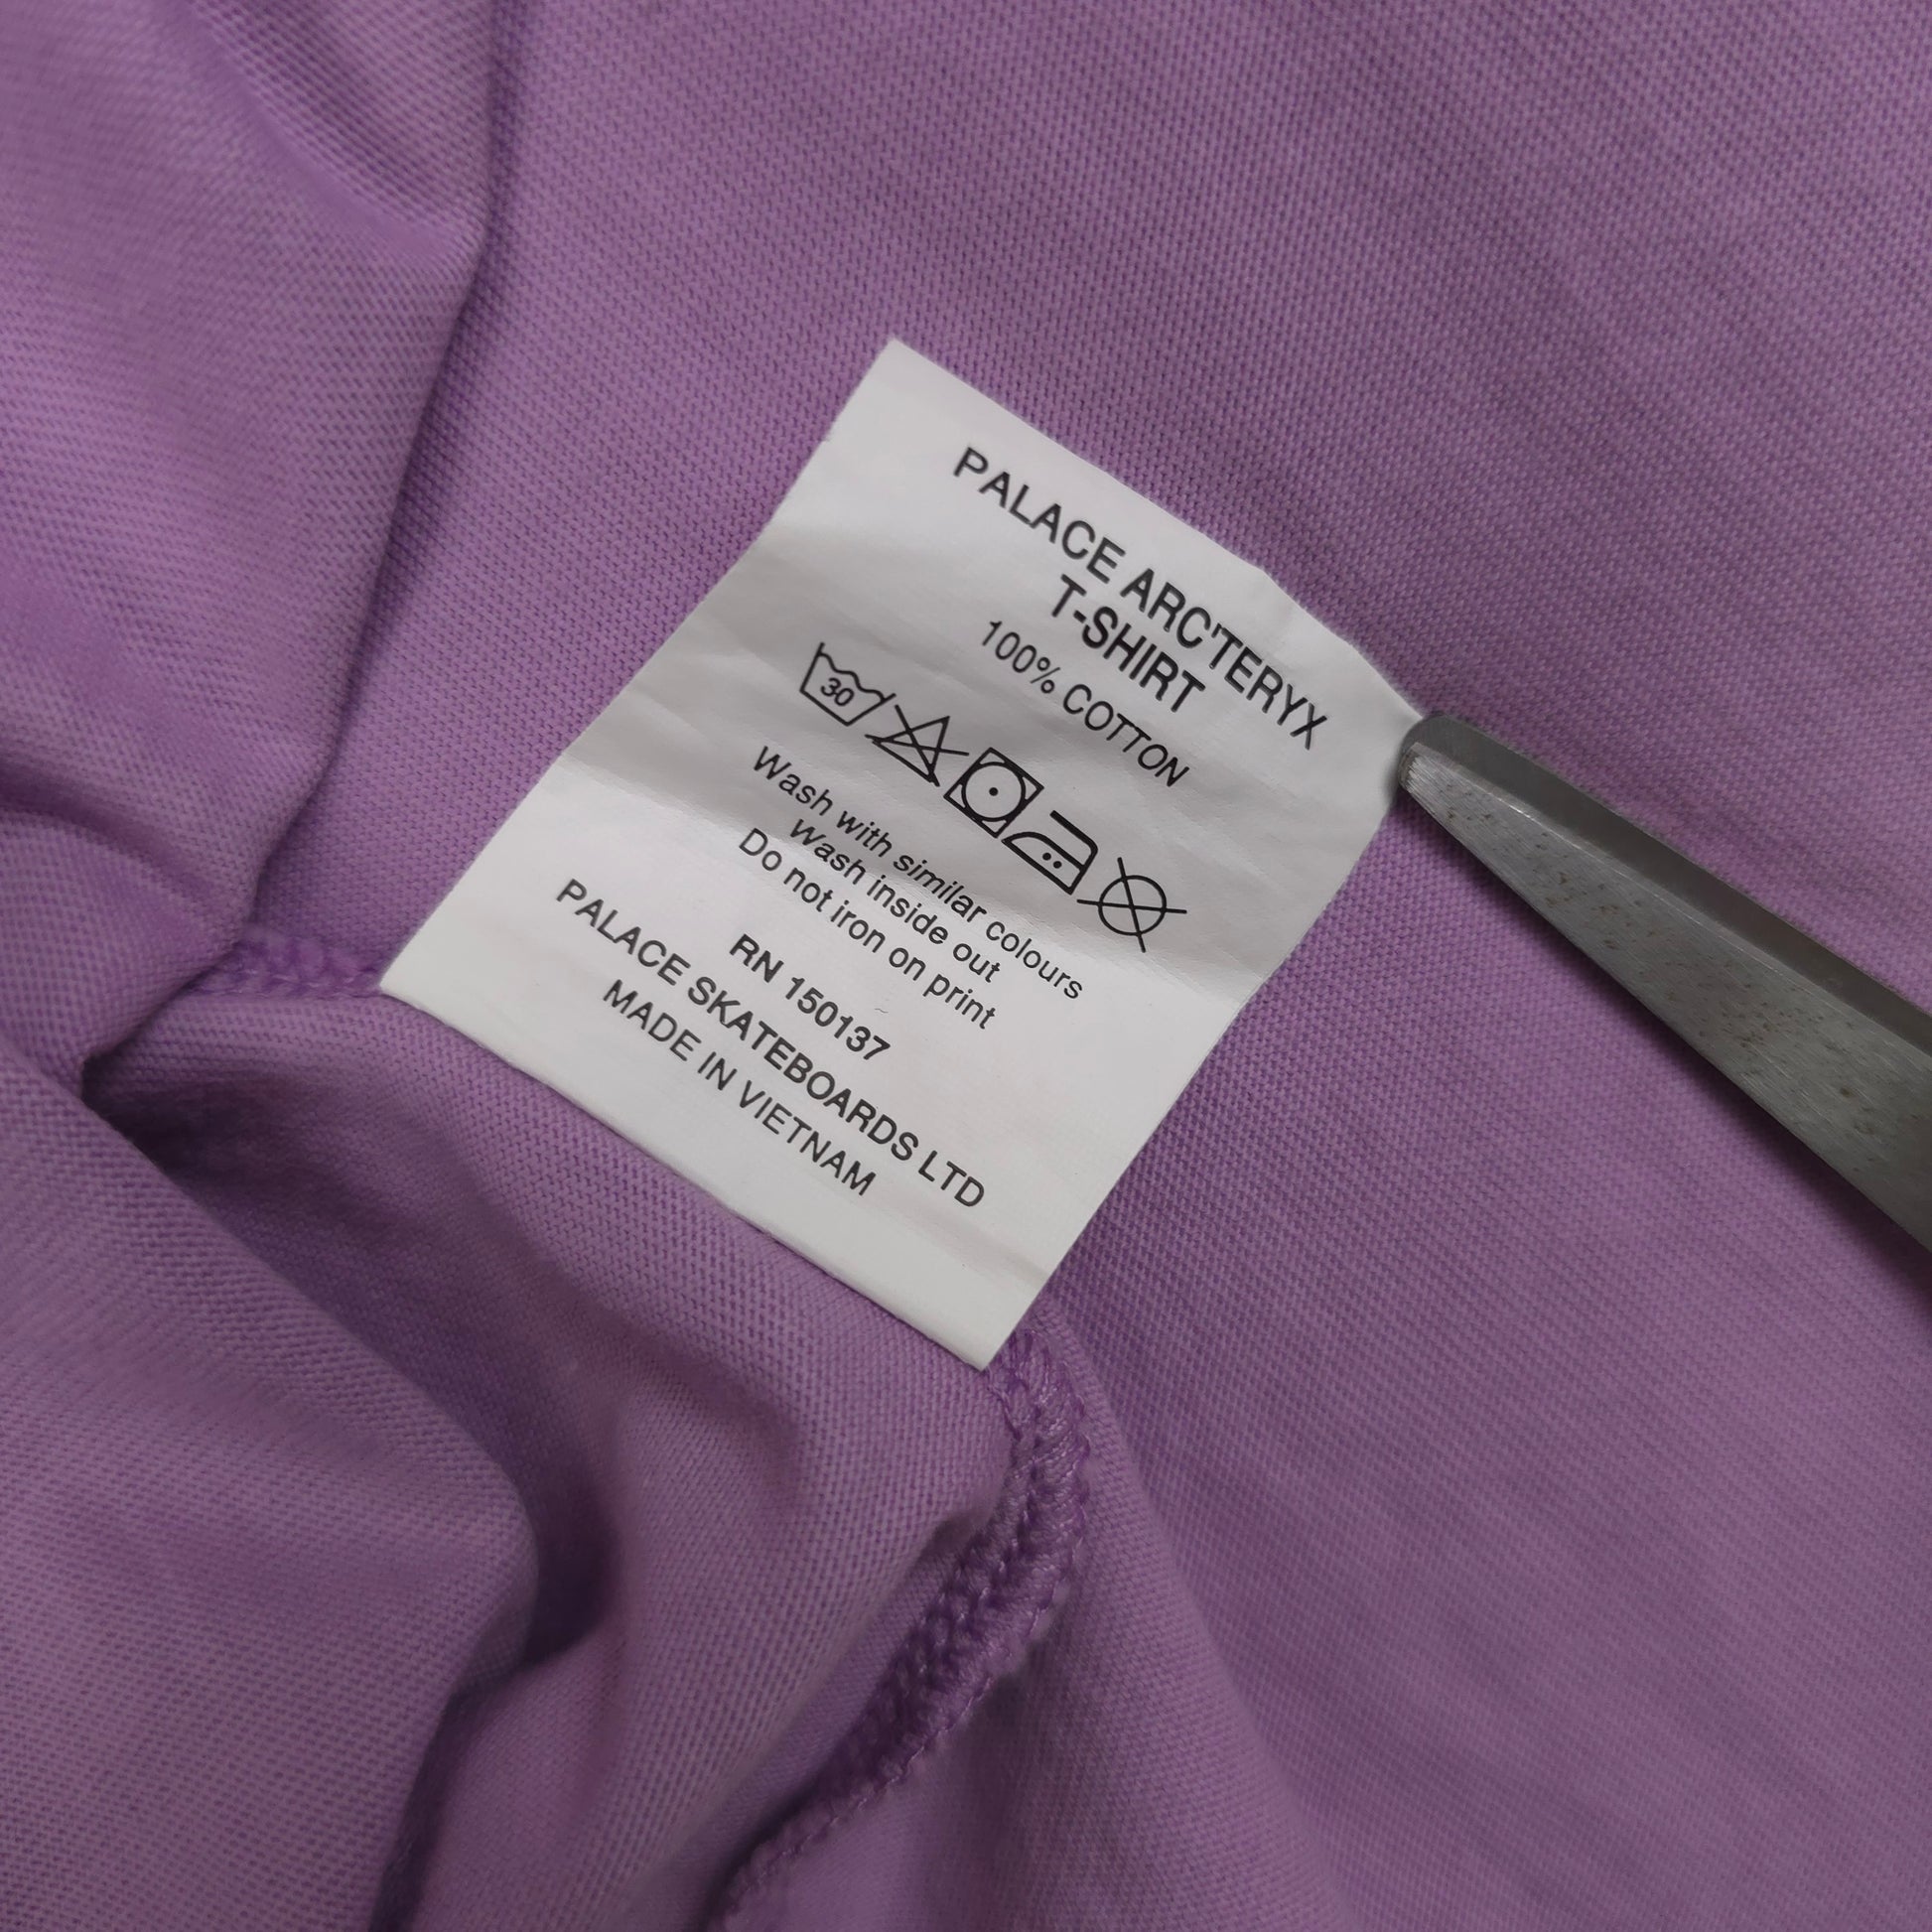 PALACE ARC'TERYX
T-SHIRT
100% COTTON
30
Wash with similar colours
Wash inside out
Do not iron on print
RN 150137
PALACE SKATEBOARDS LTD
MADE IN VIETNAM